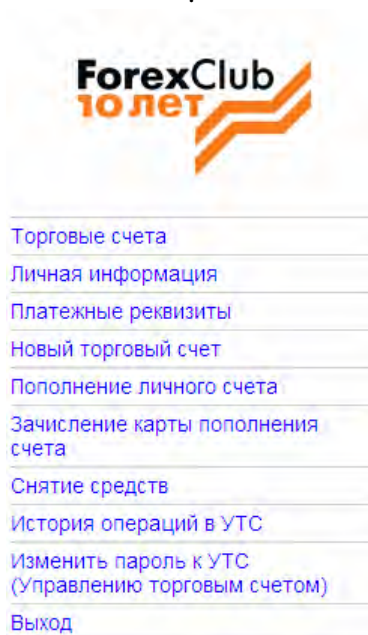 ForexClub
10 лет
Торговые счета
Личная информация
Платежные реквизиты
Новый торговый счет
Пополнение личного счета
Зачисление карты пополнения
счета
Снятие средств
История операций в УТС
Изменить пароль к УТС
(Управлению торговым счетом)
Выход